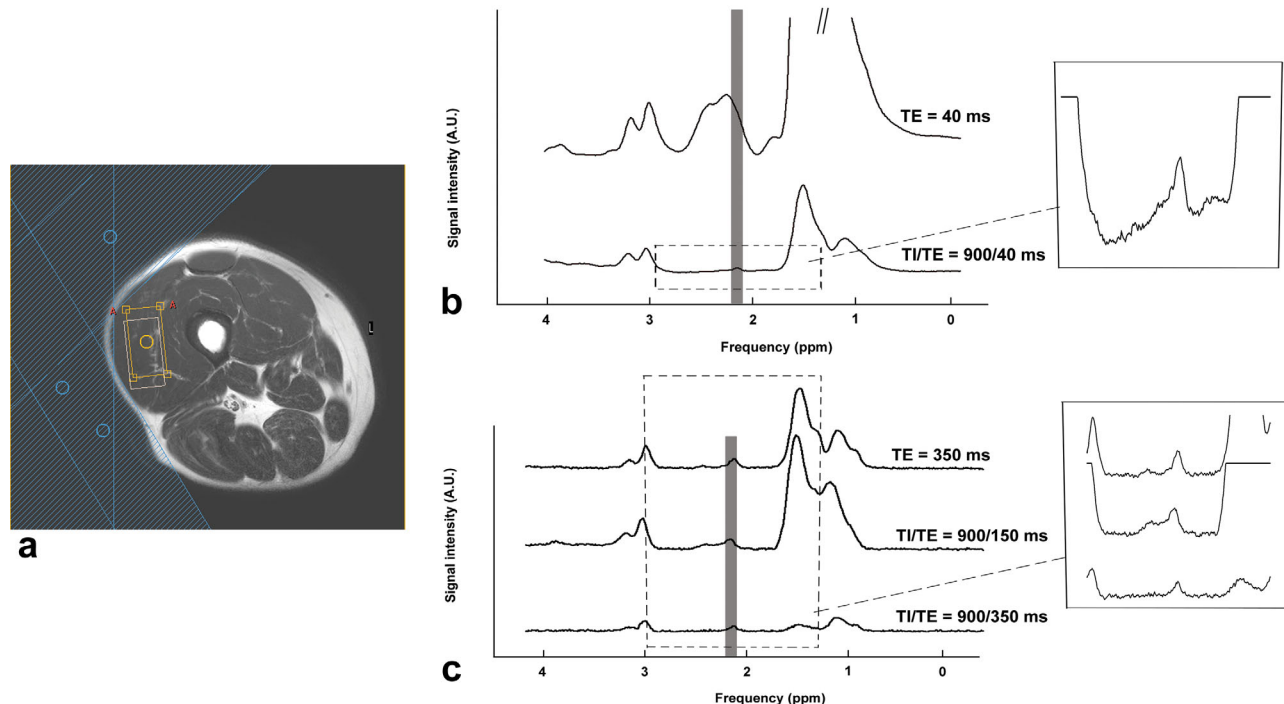 A
A
L
a
Signal intensity (A.U.)
TE = 40 ms
TI/TE = 900/40 ms
4 3 2 1 0
Frequency (ppm)
b
Signal intensity (A.U.)
TE = 350 ms
TI/TE = 900/150 ms
TI/TE = 900/350 ms
4 3 2 1 0
Frequency (ppm)
c